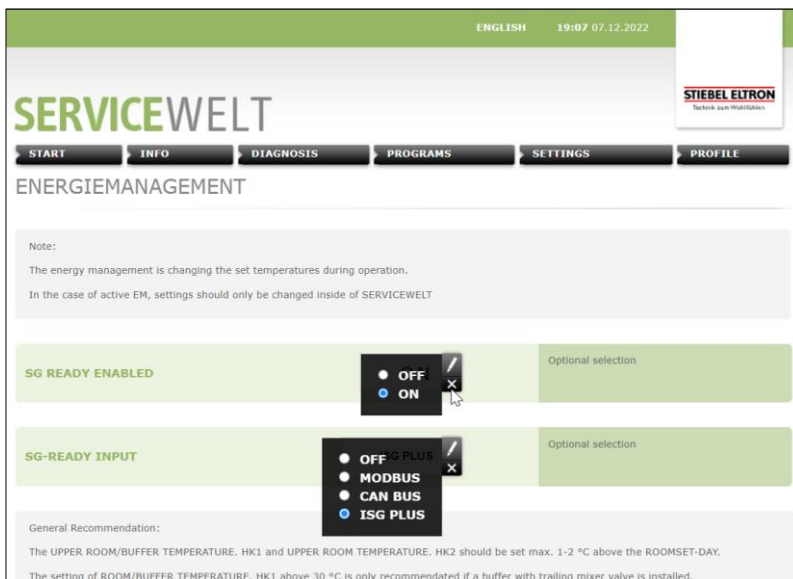 ENGLISH 19:07 07.12.2022
STIEBEL ELTRON
Technik zum Wohlfühlen
SERVICEWELT
START INFO DIAGNOSIS PROGRAMS SETTINGS PROFILE
ENERGIEMANAGEMENT
Note:
The energy management is changing the set temperatures during operation.
In the case of active EM, settings should only be changed inside of SERVICEWELT
SG READY ENABLED
OFF
ON
Optional selection
SG-READY INPUT
OFF
MODBUS
CAN BUS
ISG PLUS
Optional selection
General Recommendation:
The UPPER ROOM/BUFFER TEMPERATURE. HK1 and UPPER ROOM TEMPERATURE. HK2 should be set max. 1-2 °C above the ROOMSET-DAY.
The setting of ROOM/BUFFER TEMPERATURE. HK1 above 30 °C is only recommendated if a buffer with trailing mixer valve is installed.